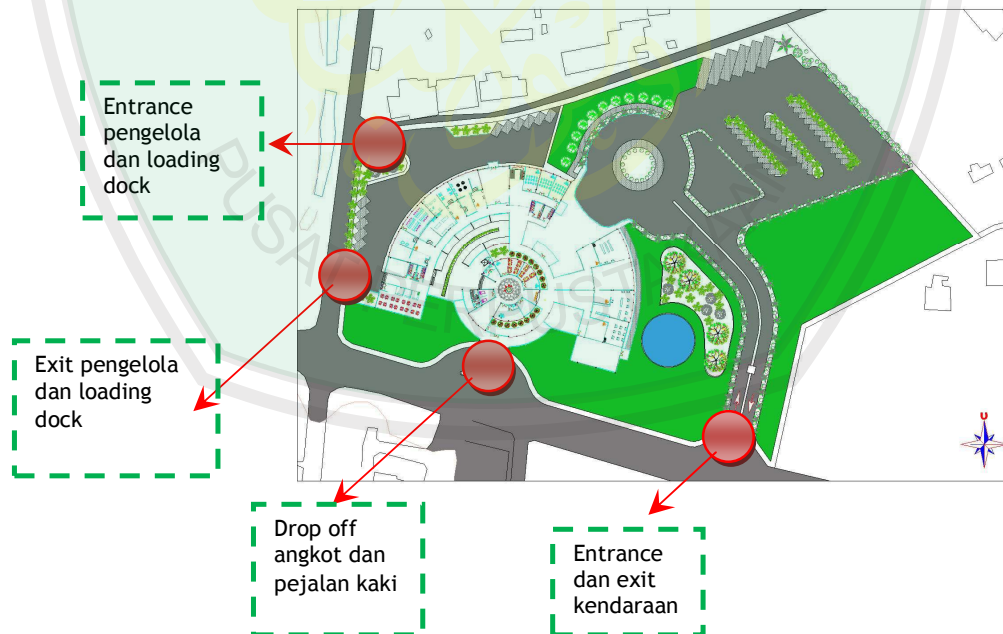 Entrance
pengelola
dan loading
dock
Exit pengelola
dan loading
dock
Drop off
angkot dan
pejalan kaki
Entrance
dan exit
kendaraan
U